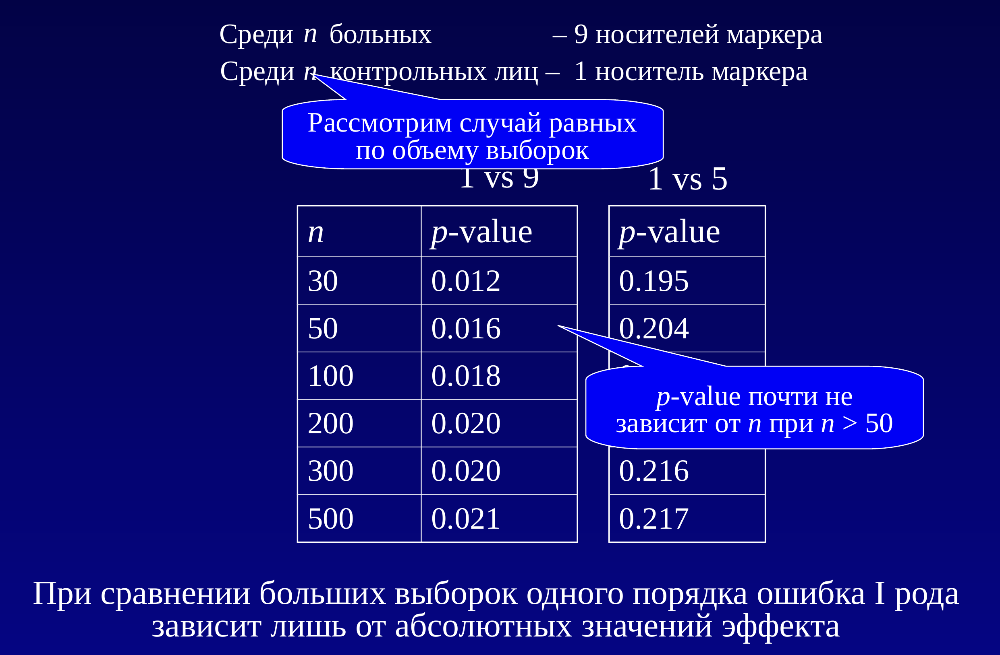 Среди n больных – 9 носителей маркера
Среди n контрольных лиц – 1 носитель маркера
Рассмотрим случай равных
по объему выборок
1 vs 9 1 vs 5
n p-value p-value
30 0.012 0.195
50 0.016 0.204
100 0.018
200 0.020
p-value почти не
зависит от n при n > 50
300 0.020 0.216
500 0.021 0.217
При сравнении больших выборок одного порядка ошибка I рода
зависит лишь от абсолютных значений эффекта